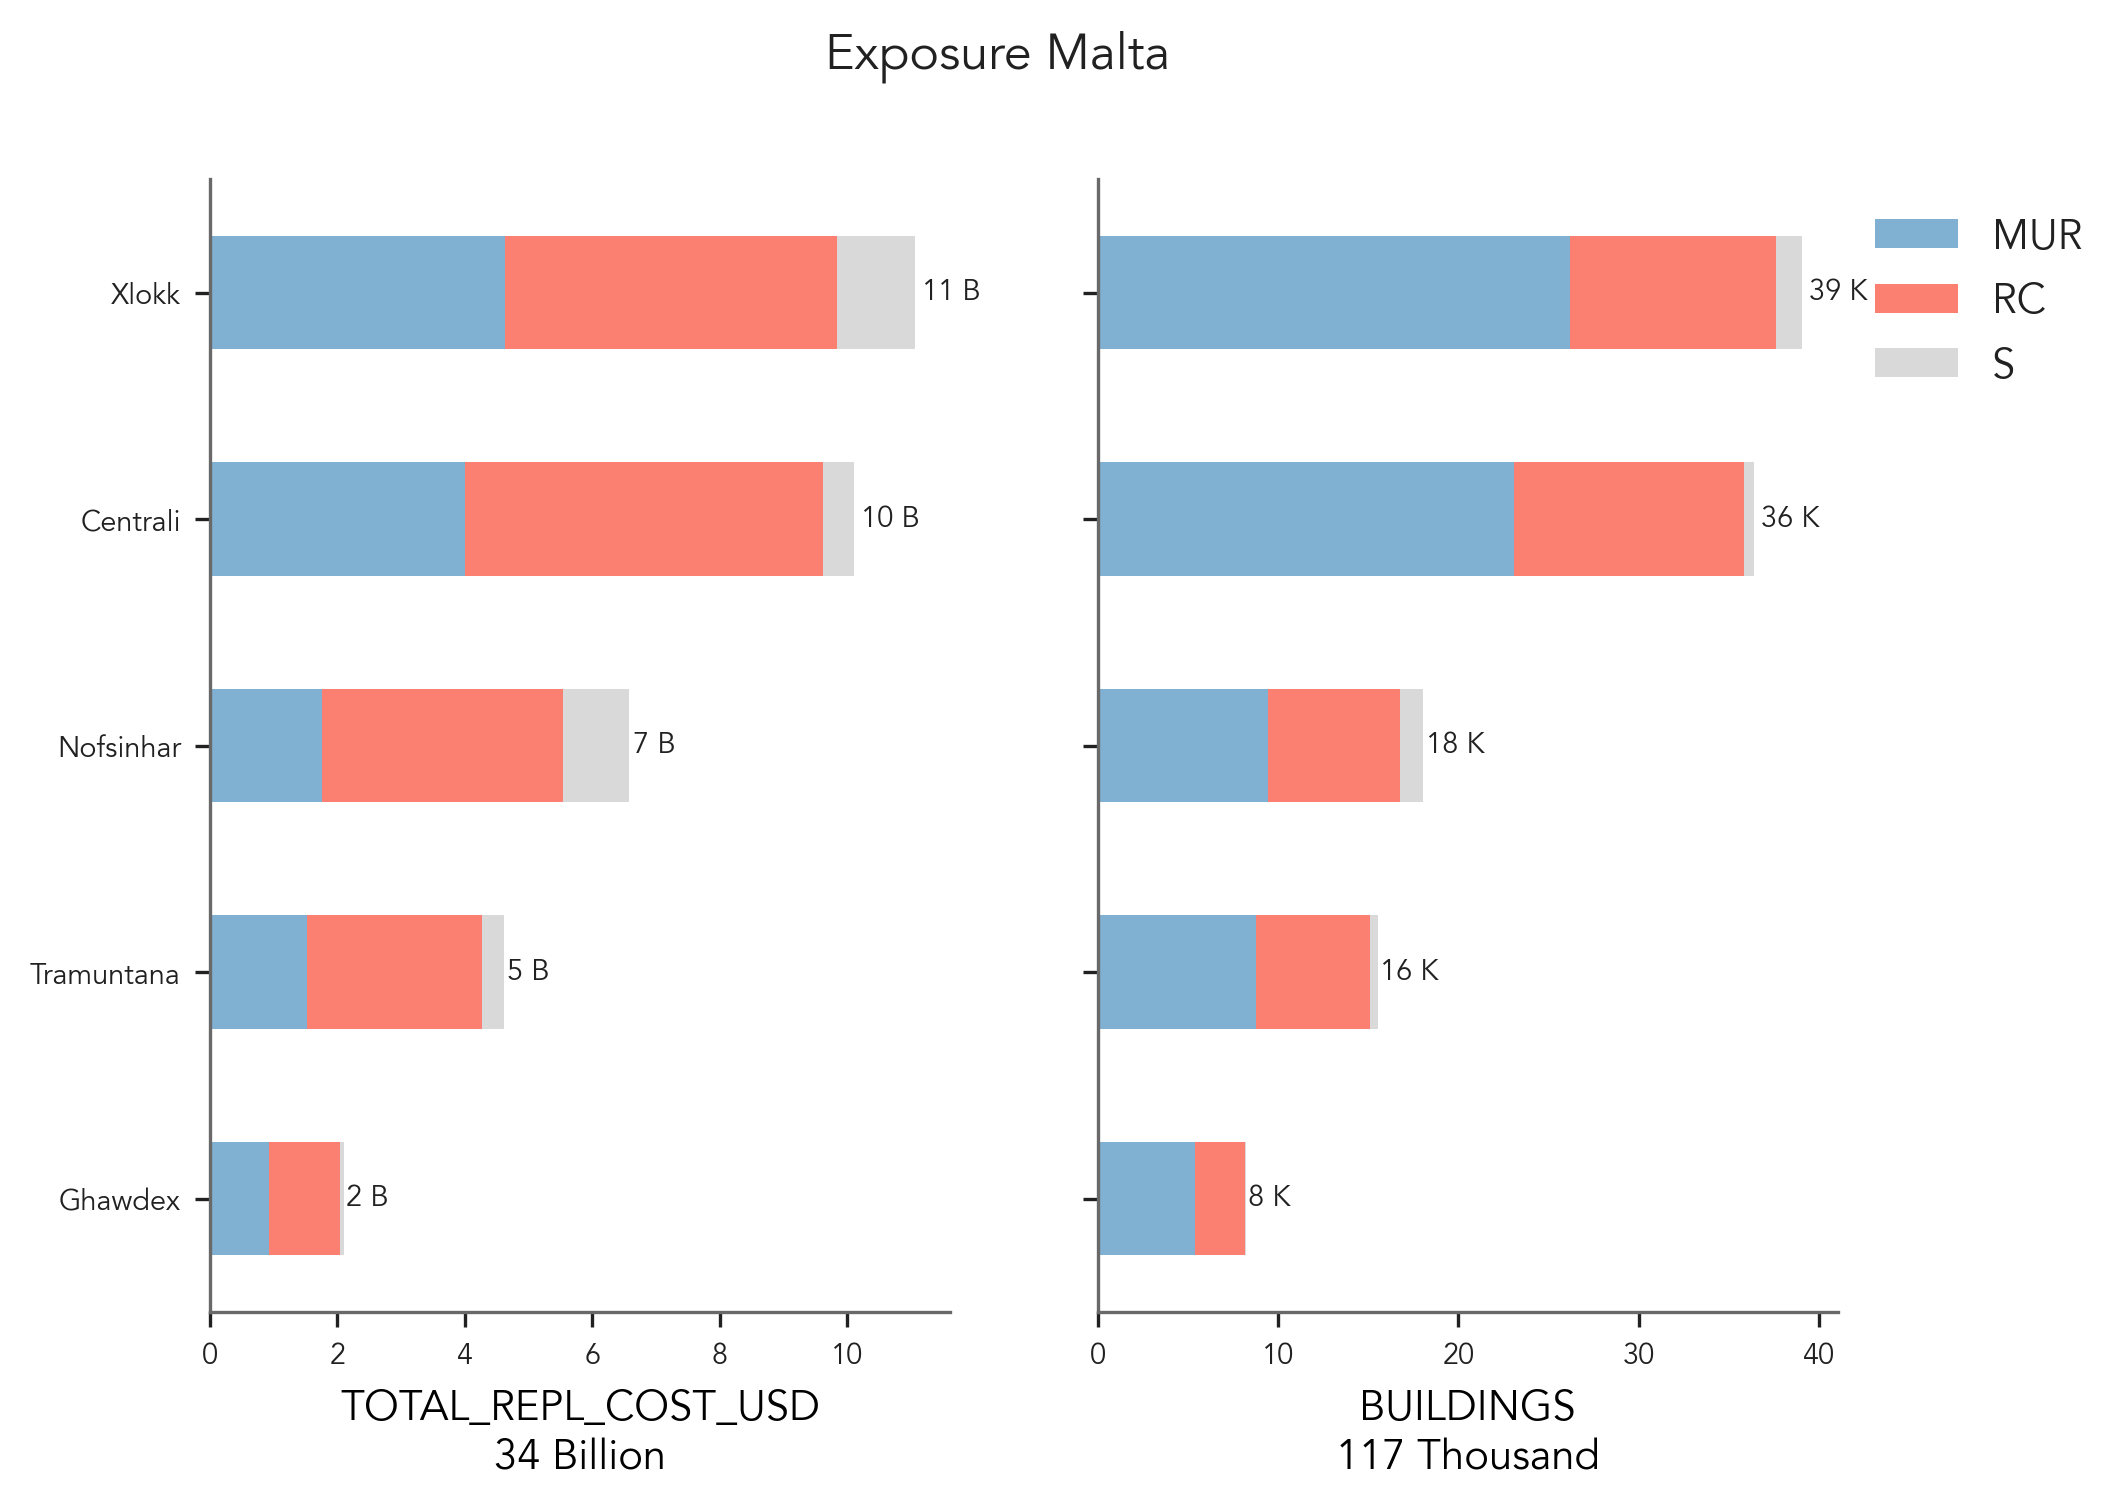 Exposure Malta
Xlokk
Centrali
Nofsinhar
Tramuntana
Ghawdex
11 B
10 B
7 B
5 B
2 B
0 2 4 6 8 10
TOTAL_REPL_COST_USD
34 Billion
39 K
36 K
18 K
16 K
8 K
0 10 20 30 40
BUILDINGS
117 Thousand
MUR
RC
S